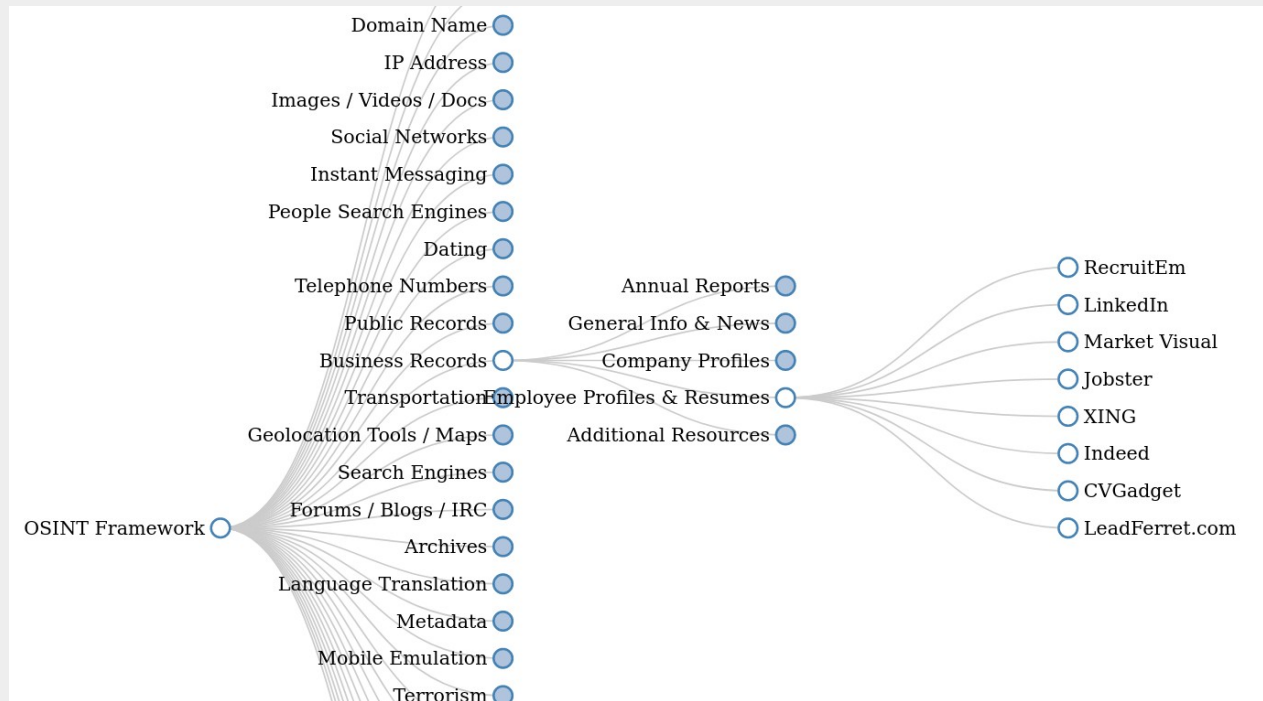 Domain Name
IP Address
Images / Videos / Docs
Social Networks
Instant Messaging
People Search Engines
Dating
Telephone Numbers
Public Records
Business Records
Transportation
Geolocation Tools / Maps
Search Engines
Forums / Blogs / IRC
OSINT Framework
Archives
Language Translation
Metadata
Mobile Emulation
Terrorism
Annual Reports
General Info & News
Company Profiles
Employee Profiles & Resumes
Additional Resources
RecruitEm
LinkedIn
Market Visual
Jobster
XING
Indeed
CVGadget
LeadFerret.com